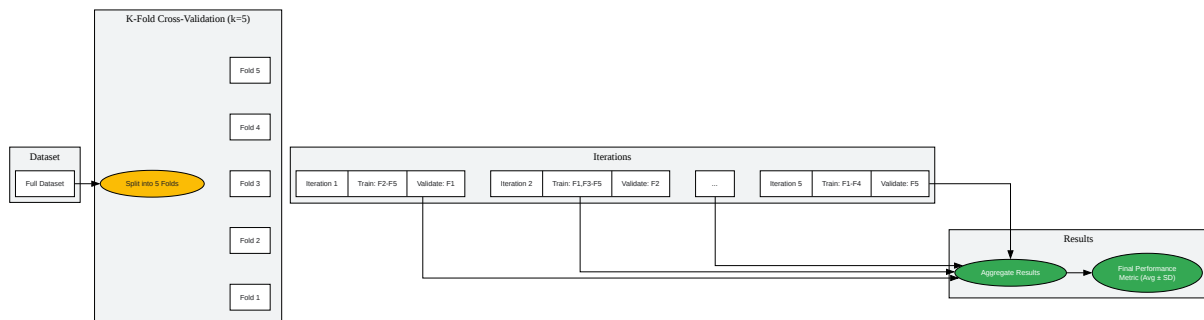 K-Fold Cross-Validation (k=5)
Fold 5
Fold 4
Dataset
Full Dataset
Split into 5 Folds
Fold 3
Fold 2
Fold 1
Iterations
Iteration 1
Train: F2-F5
Validate: F1
Iteration 2
Train: F1,F3-F5
Validate: F2
...
Iteration 5
Train: F1-F4
Validate: F5
Results
Aggregate Results
Final Performance
Metric (Avg ± SD)